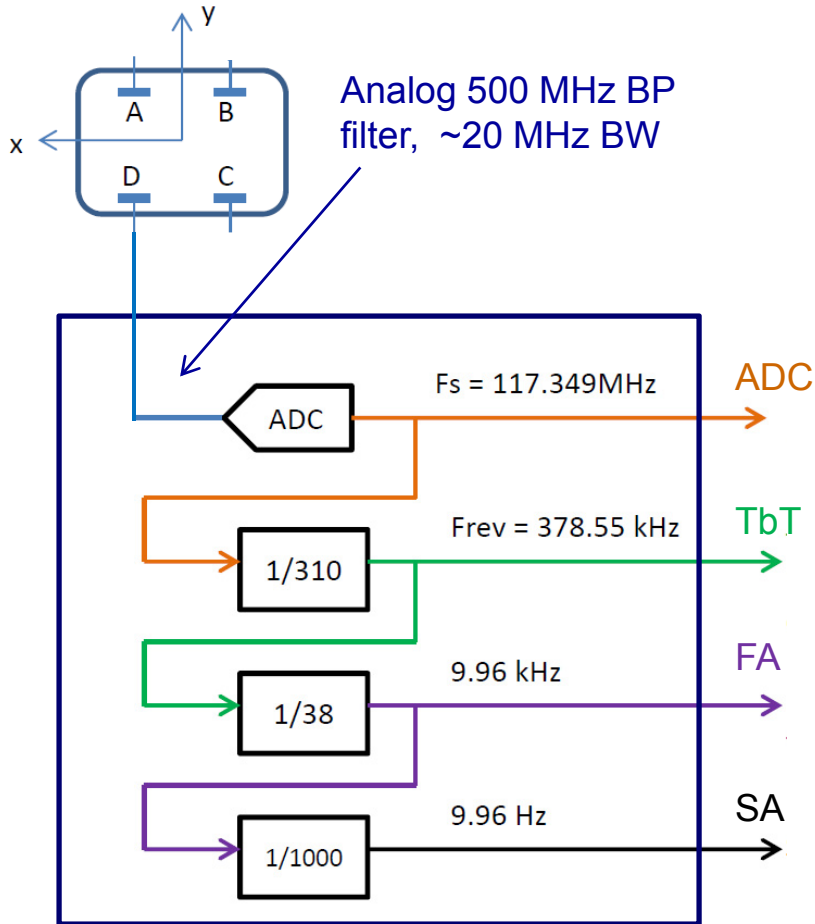 y
Analog 500 MHz BP
filter, ~20 MHz BW
A
B
x
D
C
ADC
Fs = 117.349MHz
ADC
TbT
Frev = 378.55 kHz
1/310
FA
9.96 kHz
1/38
SA
9.96 Hz
1/1000